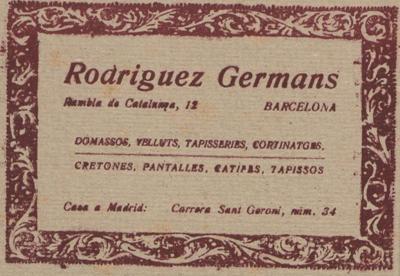 Rodriguez Germans
Rambla de Catalunya, 12 BARCELONA
DOMASSOS, VELLUTS, TAPISSERIES, CORTINATGES,
CRETONES, PANTALLES, CATIFES, TAPISSOS
Casa a Madrid: Carrera Sant Geroni, núm. 34